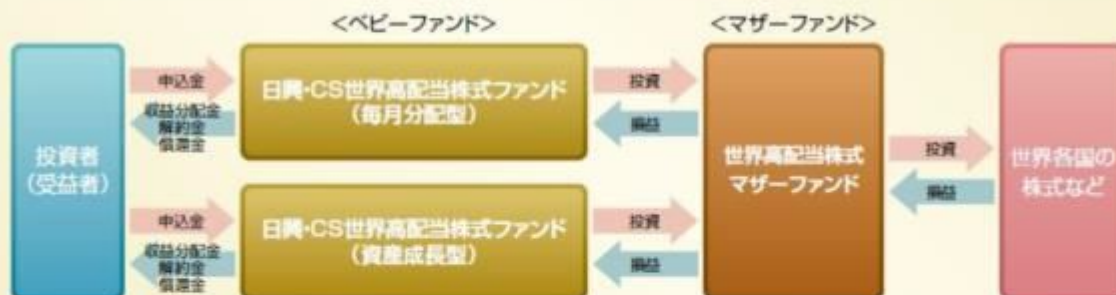 <ベビーファンド>
<マザーファンド>
投資者
(受益者)
申込金
収益分配金
解約金
償還金
日興・CS世界高配当株式ファンド
(毎月分配型)
投資
損益
申込金
収益分配金
解約金
償還金
日興・CS世界高配当株式ファンド
(資産成長型)
投資
損益
世界高配当株式
マザーファンド
投資
損益
世界各国の
株式など